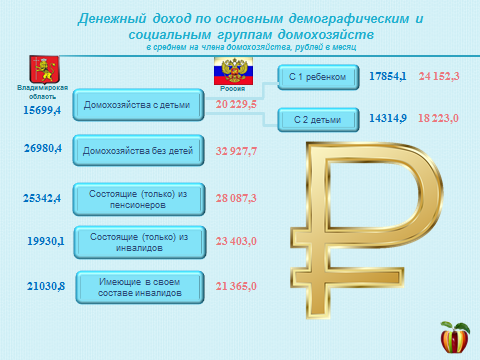 Денежный доход по основным демографическим и
социальным группам домохозяйств
в среднем на члена домохозяйства, рублей в месяц
Владимирская
область
Россия
15699,4
Домохозяйства с детьми
20 229,5
С 1 ребенком
17854,1
24 152,3
С 2 детьми
14314,9
18 223,0
26980,4
Домохозяйства без детей
32 927,7
25342,4
Состоящие (только) из
пенсионеров
28 087,3
19930,1
Состоящие (только) из
инвалидов
23 403,0
21030,8
Имеющие в своем
составе инвалидов
21 365,0